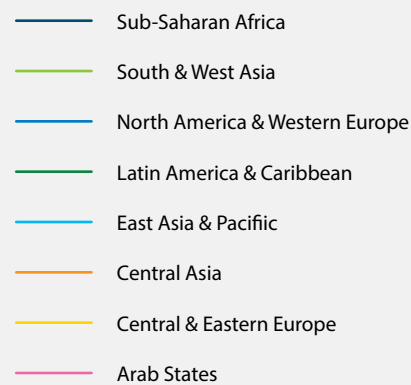 Sub-Saharan Africa
South & West Asia
North America & Western Europe
Latin America & Caribbean
East Asia & Pacifiic
Central Asia
Central & Eastern Europe
Arab States